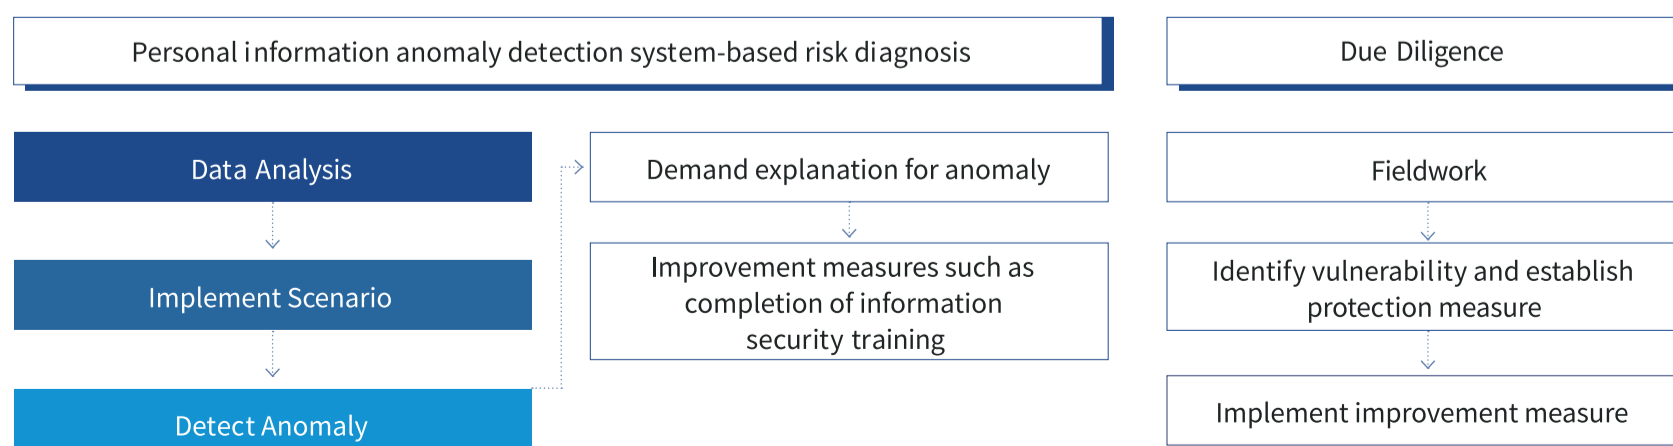 Personal information anomaly detection system-based risk diagnosis
Data Analysis
Implement Scenario
Detect Anomaly
Demand explanation for anomaly
Improvement measures such as
completion of information
security training
Due Diligence
Fieldwork
Identify vulnerability and establish
protection measure
Implement improvement measure